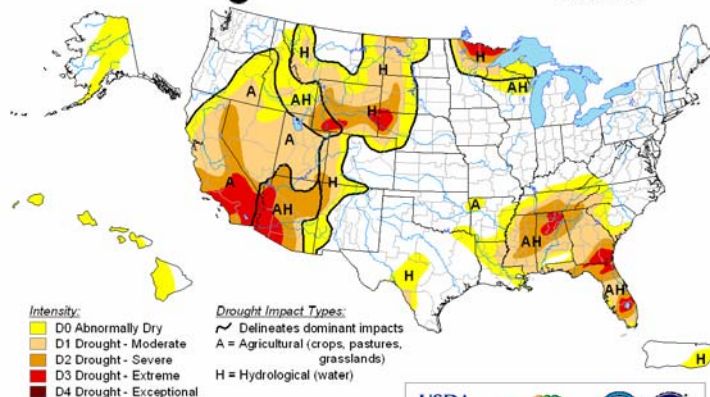 H
H
A
AH
H
H
AH
A
H
A
AH
A
AH
H
AH
H
Intensity:
D0 Abnormally Dry
D1 Drought - Moderate
D2 Drought - Severe
D3 Drought - Extreme
D4 Drought - Exceptional
Drought Impact Types:
Delineates dominant impacts
A = Agricultural (crops, pastures,
grasslands)
H = Hydrological (water)
USDA